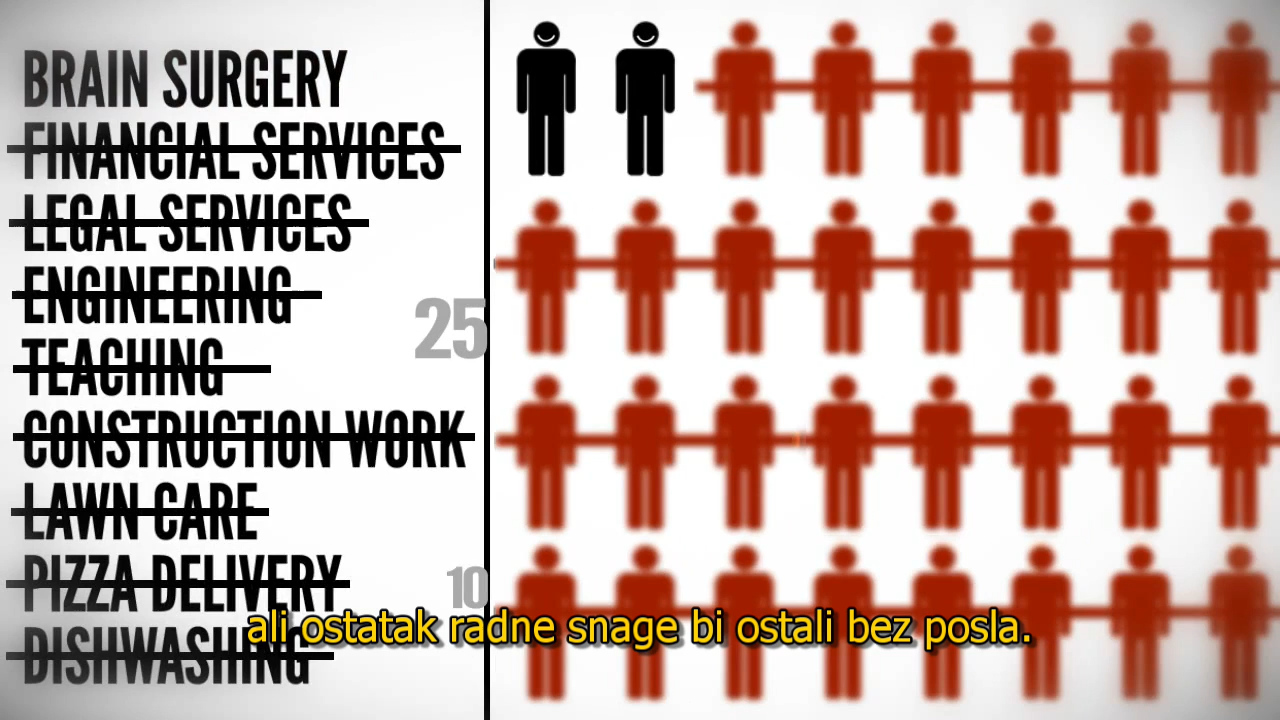 BRAIN SURGERY
FINANCIAL SERVICES
LEGAL SERVICES
ENGINEERING
25
TEACHING
CONSTRUCTION WORK
LAWN CARE
PIZZA DELIVERY
10
ali ostatak radne snage bi ostali bez posla.
DISHWASHING